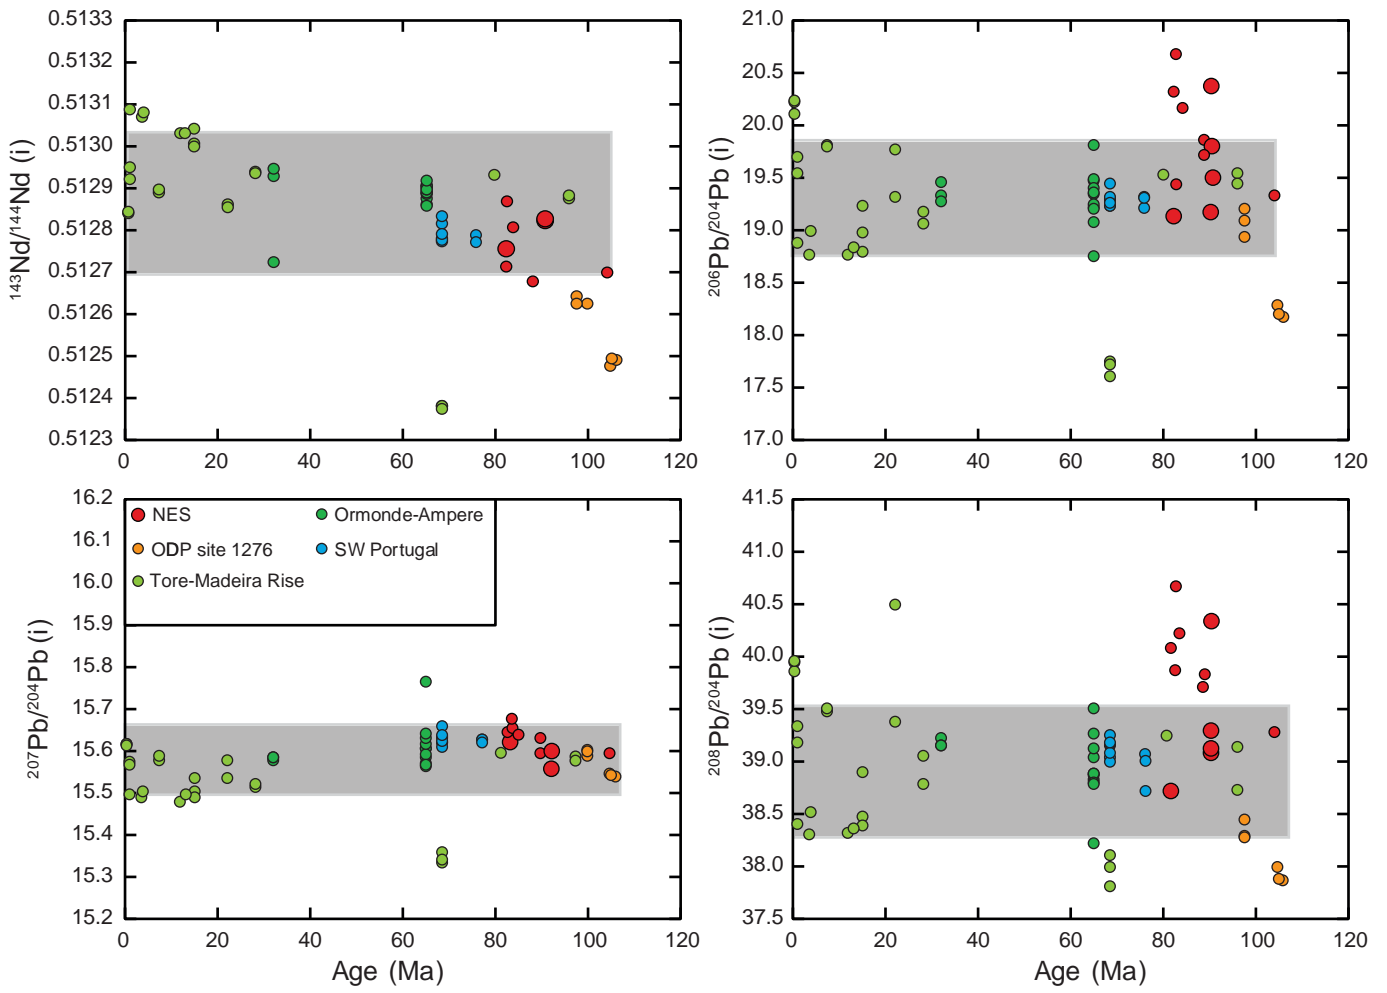 0.5133
0.5132
0.5131
0.5130
0.5129
0.5128
0.5127
0.5126
0.5125
0.5124
0.5123
143Nd/144Nd (i)
0 20 40 60 80 100 120
21.0
20.5
20.0
19.5
19.0
18.5
18.0
17.5
17.0
206Pb/204Pb (i)
0 20 40 60 80 100 120
16.2
16.1
16.0
15.9
15.8
15.7
15.6
15.5
15.4
15.3
15.2
207Pb/204Pb (i)
NES
Ormonde-Ampere
ODP site 1276
SW Portugal
Tore-Madeira Rise
0 20 40 60 80 100 120
Age (Ma)
41.5
41.0
40.5
40.0
39.5
39.0
38.5
38.0
37.5
208Pb/204Pb (i)
0 20 40 60 80 100 120
Age (Ma)